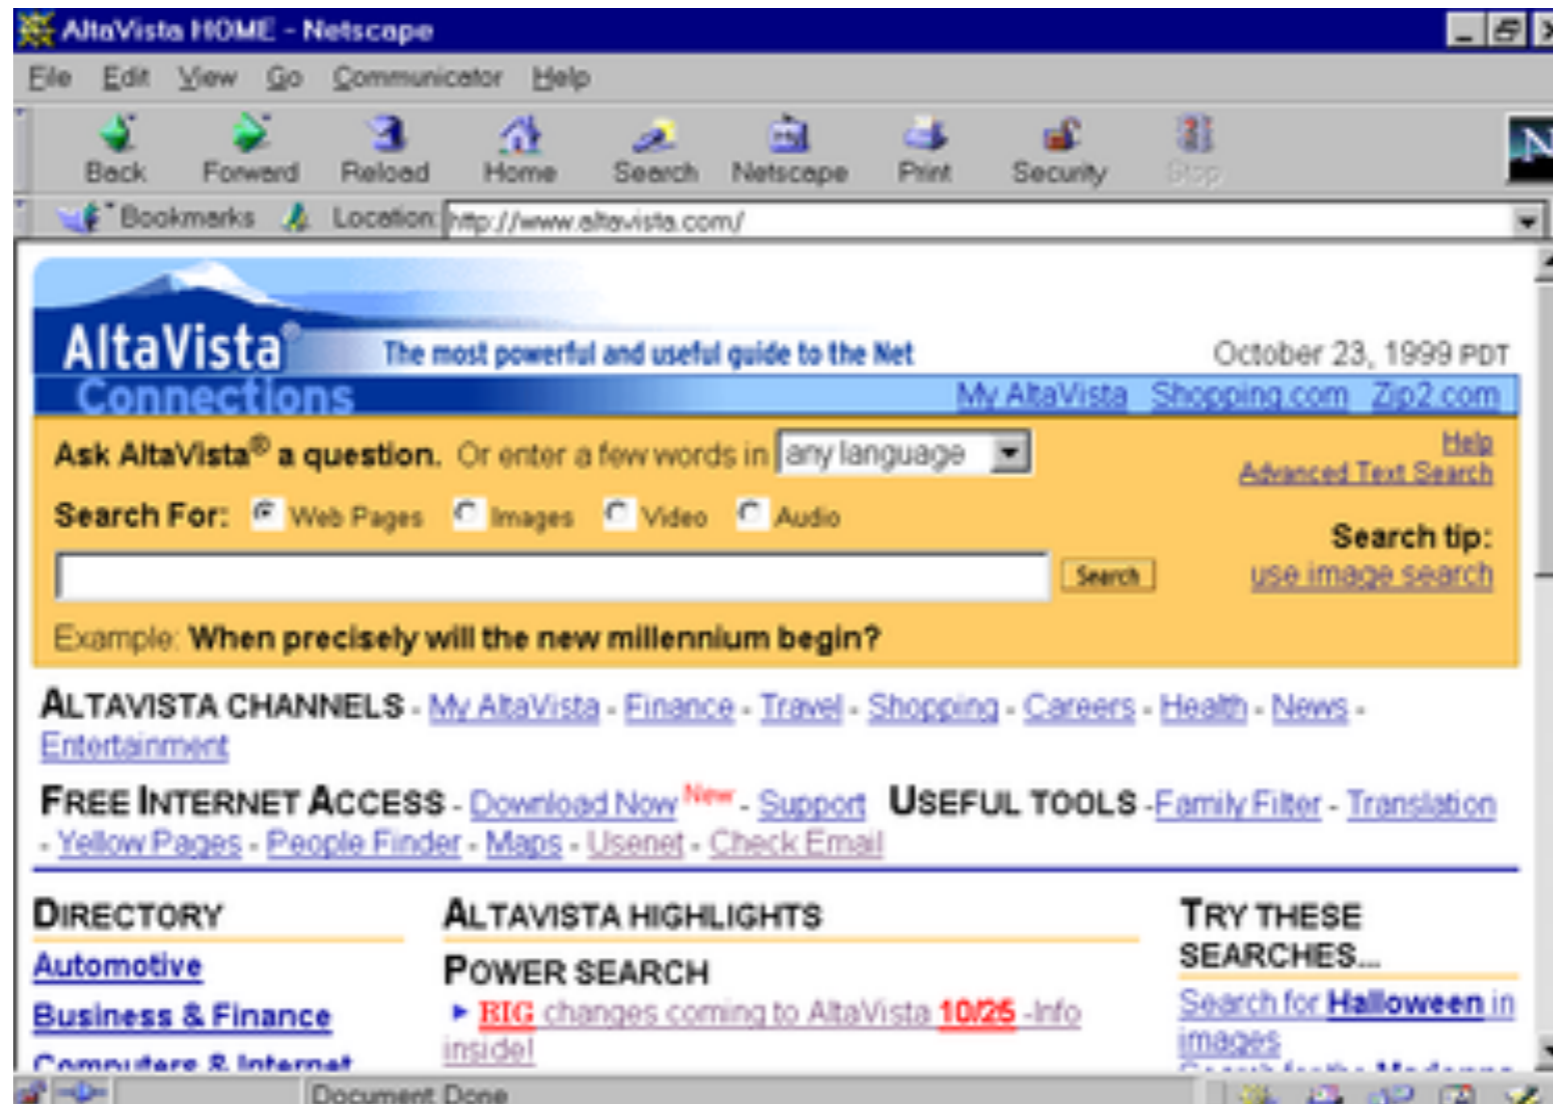 AltaVista HOME - Netscape
File Edit View Go Communicator Help
Back Forward Reload Home Search Netscape Print Security Stop
Bookmarks Location: http://www.altavista.com/
AltaVista® The most powerful and useful guide to the Net October 23, 1999 PDT
Connections My AltaVista Shopping.com Zip2.com
Ask AltaVista® a question. Or enter a few words in any language Help
Advanced Text Search
Search For: Web Pages Images Video Audio
Search tip:
Search use image search
Example: When precisely will the new millennium begin?
ALTAVISTA CHANNELS - My AltaVista - Finance - Travel - Shopping - Careers - Health - News -
Entertainment
FREE INTERNET ACCESS - Download Now New - Support USEFUL TOOLS -Family Filter - Translation
- Yellow Pages - People Finder - Maps - Usenet - Check Email
DIRECTORY ALTAVISTA HIGHLIGHTS TRY THESE
SEARCHES...
Automotive POWER SEARCH
Business & Finance BIG changes coming to AltaVista 10/25 -Info Search for Halloween in
inside! images
Computers & Internet
Document: Done